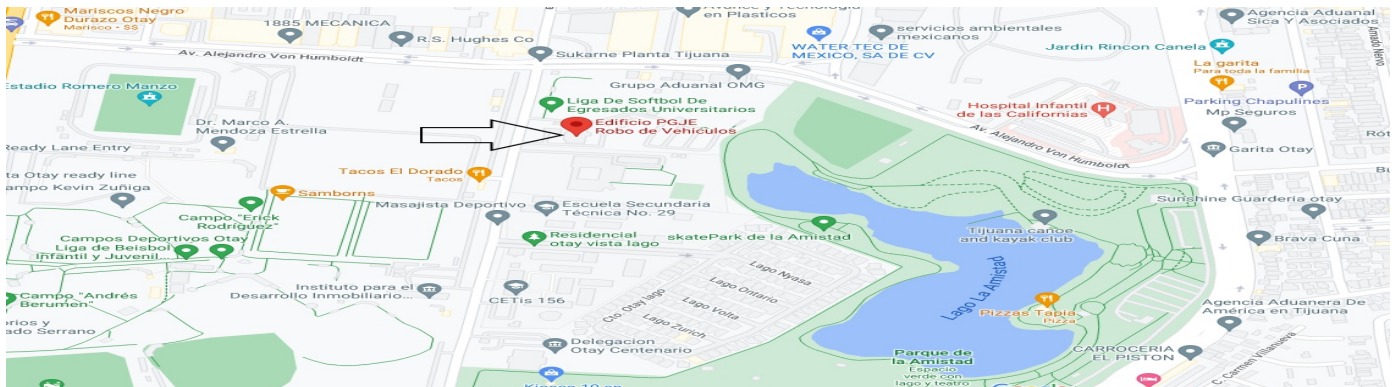 Mariscos Negro
Durazo Otay
Marisco - $$
1885 MECANICA
R.S. Hughes Co
Av. Alejandro Von Humboldt
Sukarne Planta Tijuana
en Plasticos
WATER TEC DE
MEXICO, SA DE CV
servicios ambientales
mexicanos
Agencia Aduanal
Sica Y Asociados
Amado Nervo
Jardin Rincon Canela
La garita
Para toda la familia
Parking Chapulines
Mp Seguros
Garita Otay
Estadio Romero Manzo
Dr. Marco A.
Mendoza Estrella
Grupo Aduanal OMG
Liga De Softbol De
Egresados Universitarios
Edificio PGJE
Robo de Vehículos
Hospital Infantil
de las Californias
Av. Alejandro Von Humboldt
Ready Lane Entry
ta Otay ready line
ampo Kevin Zuñiga
Tacos El Dorado
Tacos
Samborns
Masajista Deportivo
Escuela Secundaria
Técnica No. 29
Campo "Erick
Rodríguez"
Campos Deportivos Otay
Liga de Beisbol
Infantil y Juvenil...
Residencial
otay vista lago
skatePark de la Amistad
Tijuana canoe
and kayak club
Sunshine Guardería otay
Brava Cuna
Instituto para el
Desarrollo Inmobiliario...
CETis 156
Cto. Otay lago
Lago Nyasa
Lago Ontario
Lago Volta
Lago Zurich
Lago La Amistad
Pizzas Tapia
Pizza
Agencia Aduanera De
América en Tijuana
Campo "Andrés
Berumen"
orios y
ado Serrano
Delegacion
Otay Centenario
Parque de
la Amistad
Espacio
verde con
lago y teatro
CARROCERIA
EL PISTON
C. Carmen Villanueva